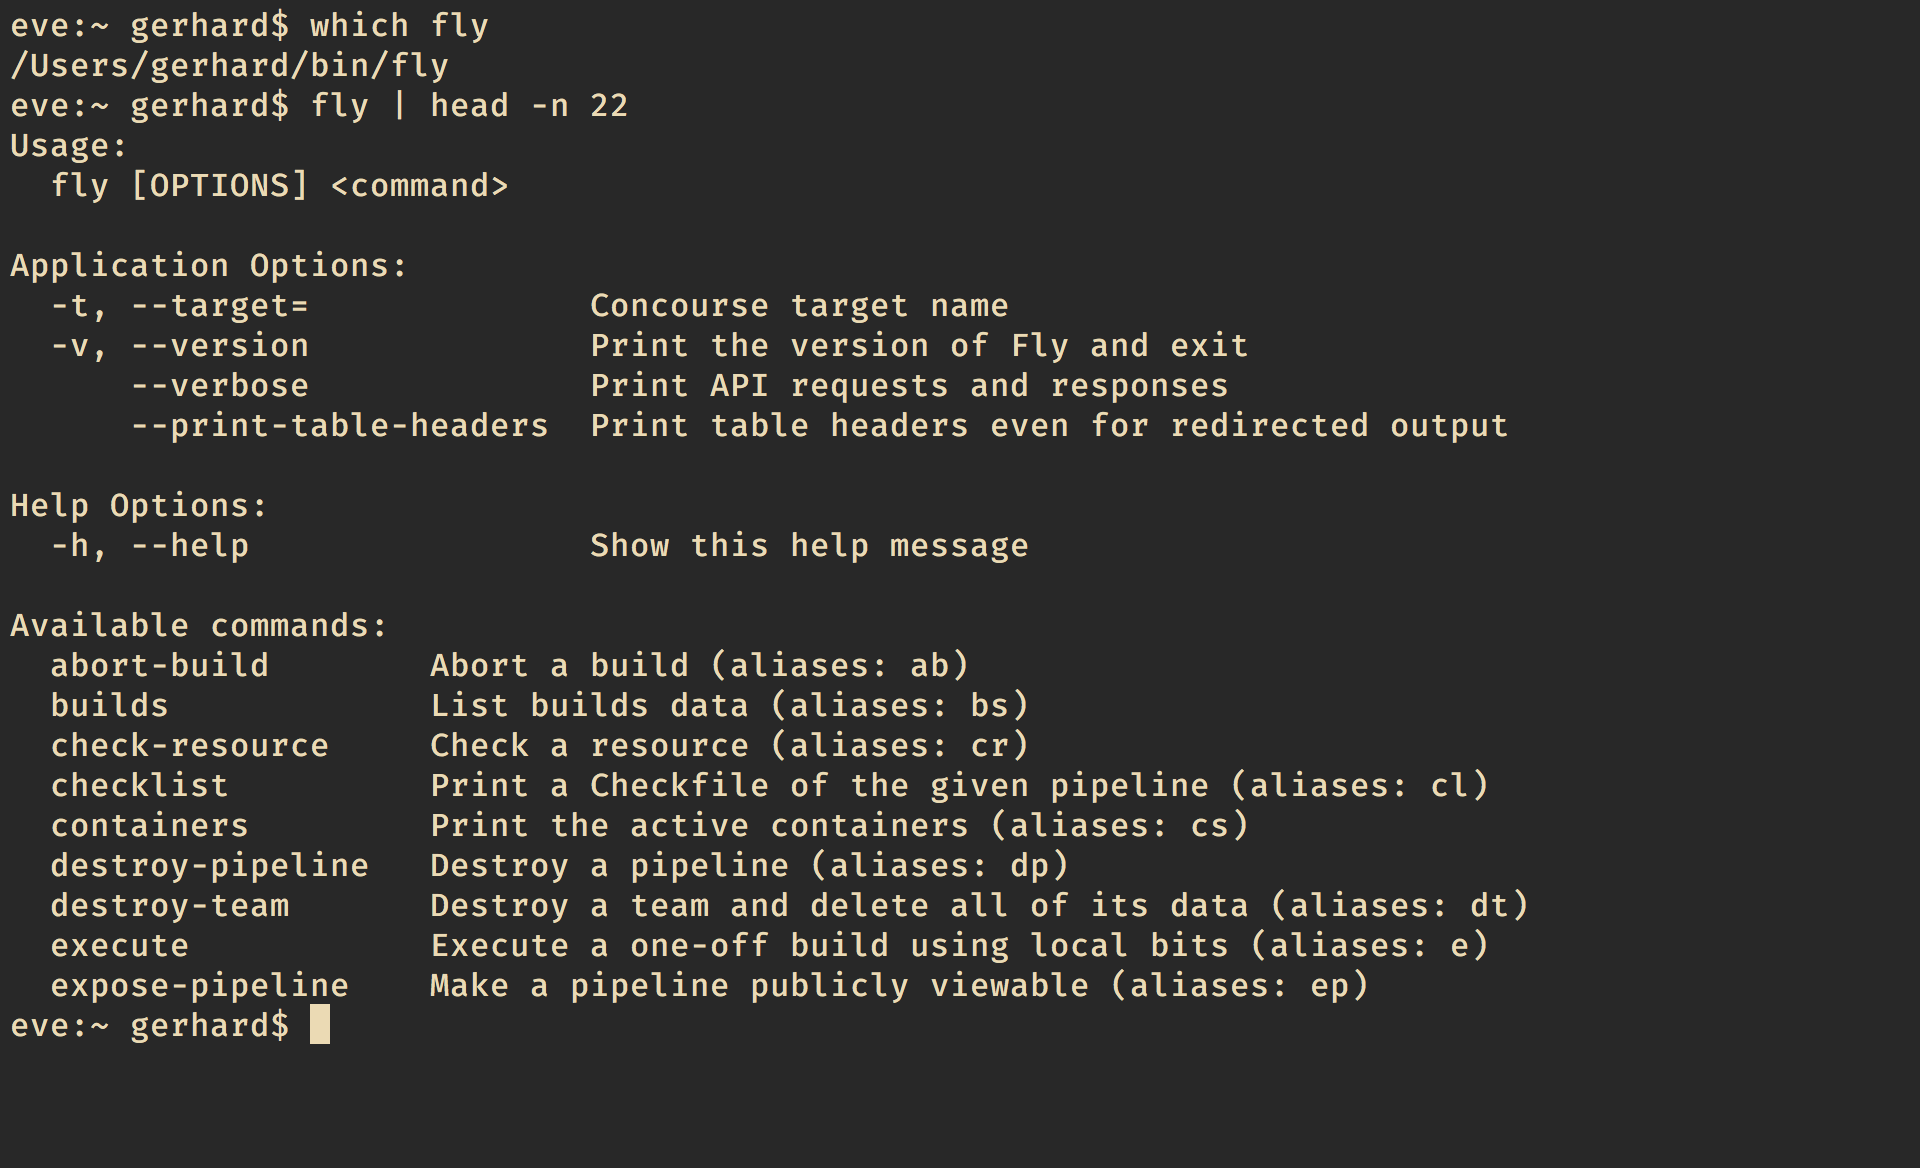 eve:~ gerhard$ which fly
/Users/gerhard/bin/fly
eve:~ gerhard$ fly | head -n 22
Usage:
  fly [OPTIONS] <command>

Application Options:
  -t, --target=              Concourse target name
  -v, --version              Print the version of Fly and exit
      --verbose              Print API requests and responses
      --print-table-headers  Print table headers even for redirected output

Help Options:
  -h, --help                 Show this help message

Available commands:
  abort-build        Abort a build (aliases: ab)
  builds             List builds data (aliases: bs)
  check-resource     Check a resource (aliases: cr)
  checklist          Print a Checkfile of the given pipeline (aliases: cl)
  containers         Print the active containers (aliases: cs)
  destroy-pipeline   Destroy a pipeline (aliases: dp)
  destroy-team       Destroy a team and delete all of its data (aliases: dt)
  execute            Execute a one-off build using local bits (aliases: e)
  expose-pipeline    Make a pipeline publicly viewable (aliases: ep)
eve:~ gerhard$